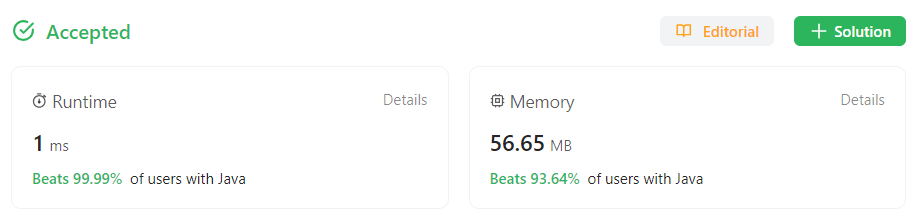 Accepted
Editorial
Solution
Runtime
Details
1 ms
Beats 99.99% of users with Java
Memory
Details
56.65 MB
Beats 93.64% of users with Java